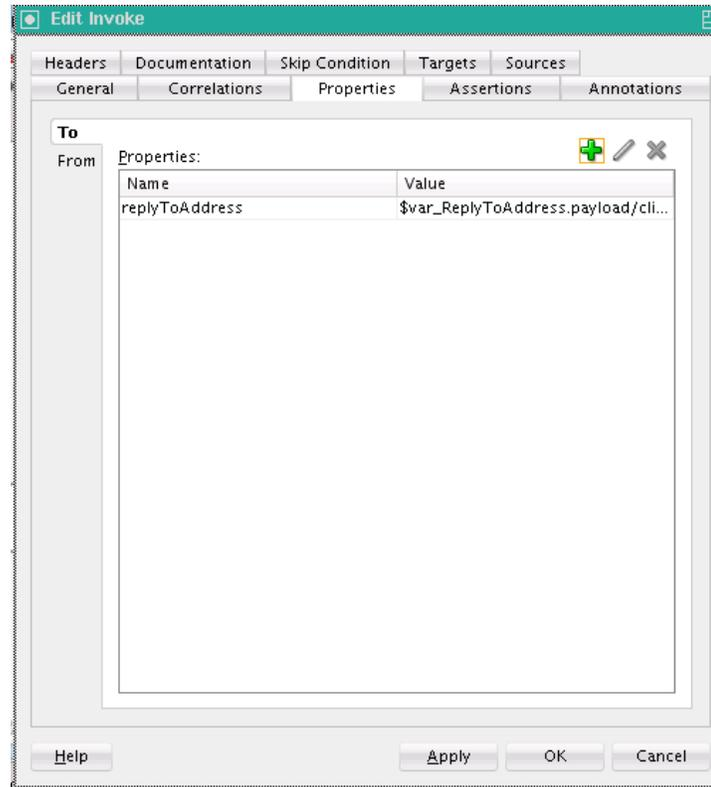 Edit Invoke
Headers Documentation Skip Condition Targets Sources
General Correlations Properties Assertions Annotations
To
From
Properties:
Name Value
replyToAddress $var_ReplyToAddress.payload/cli...
Help Apply OK Cancel